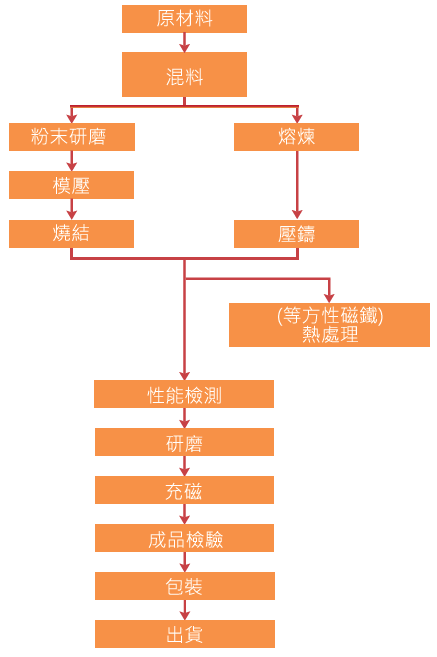 原材料
混料
粉末研磨
熔煉
模壓
燒結
壓鑄
(等方性磁鐵)
熱處理
性能檢測
研磨
充磁
成品檢驗
包裝
出貨